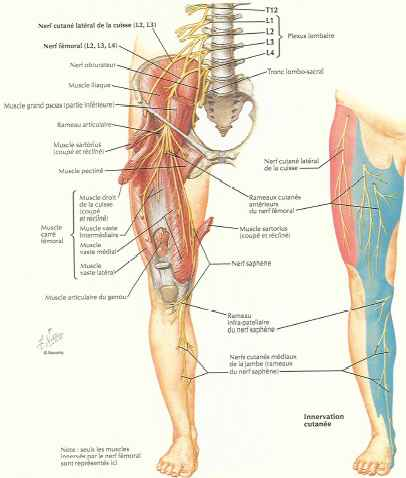 T12
L1
L2
L3
L4
Plexus lombaire
Tronc lombo-sacral
Nerf cutané latéral de la cuisse (L2, L3)
Nerf fémoral (L2, L3, L4)
Nerf obturateur
Muscle iliaque
Muscle grand psoas (partie inférieure)
Rameau articulaire
Muscle sartorius
(coupé et récliné)
Muscle pectiné
Muscle droit
de la cuisse
(coupé
et récliné)
Muscle
carré
fémoral
Muscle vaste
intermédiaire
Muscle
vaste médial
Muscle
vaste latéral
Muscle articulaire du genou
Nerf cutané latéral
de la cuisse
Rameaux cutanés
antérieurs
du nerf fémoral
Muscle sartorius
(coupé et récliné)
Nerf saphène
Rameau
infra-patellaire
du nerf saphène
Nerfs cutanés médiaux
de la jambe (rameaux
du nerf saphène)
Innervation
cutanée
Note : seuls les muscles
innervés par le nerf fémoral
sont représentés ici